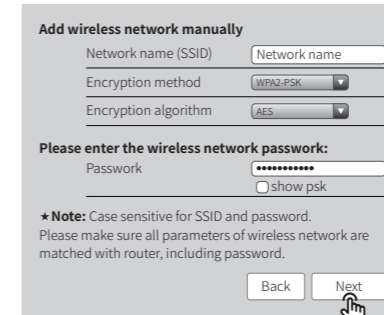 Add wireless network manually
Network name (SSID) Network name
Encryption method WPA2-PSK
Encryption algorithm AES
Please enter the wireless network password:
Passwork •••••••••••
show psk
★Note: Case sensitive for SSID and password.
Please make sure all parameters of wireless network are
matched with router, including password.
Back Next